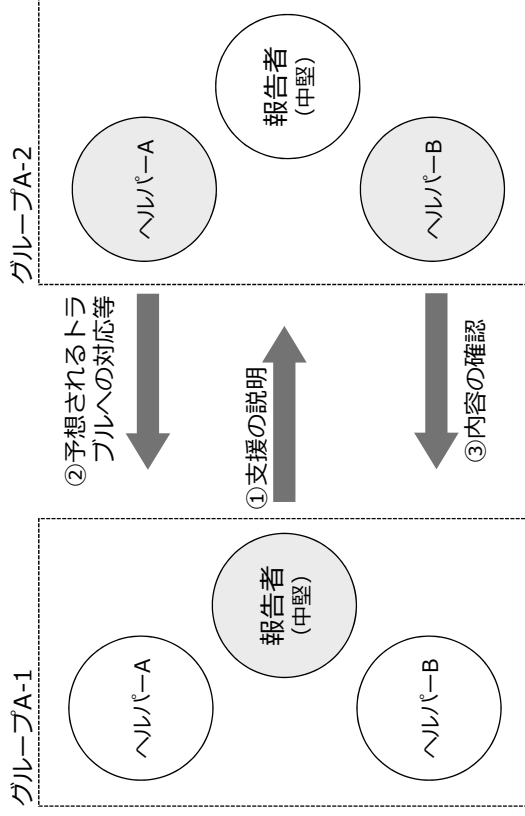 グループA-1
ヘルパーA
報告者
(中堅)
ヘルパーB
②予想されるトラ
ブルへの対応等
①支援の説明
③内容の確認
グループA-2
ヘルパーA
報告者
(中堅)
ヘルパーB